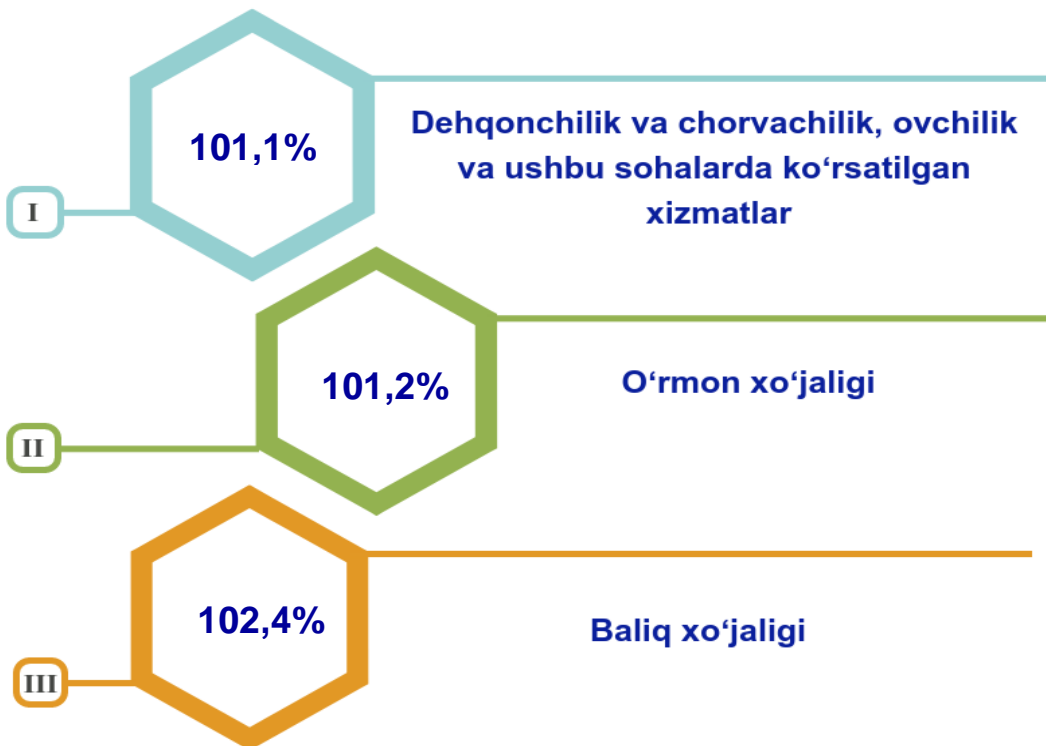 101,1%
Dehqonchilik va chorvachilik, ovchilik
va ushbu sohalarda ko‘rsatilgan
xizmatlar
I
101,2%
O‘rmon xo‘jaligi
II
102,4%
Baliq xo‘jaligi
III